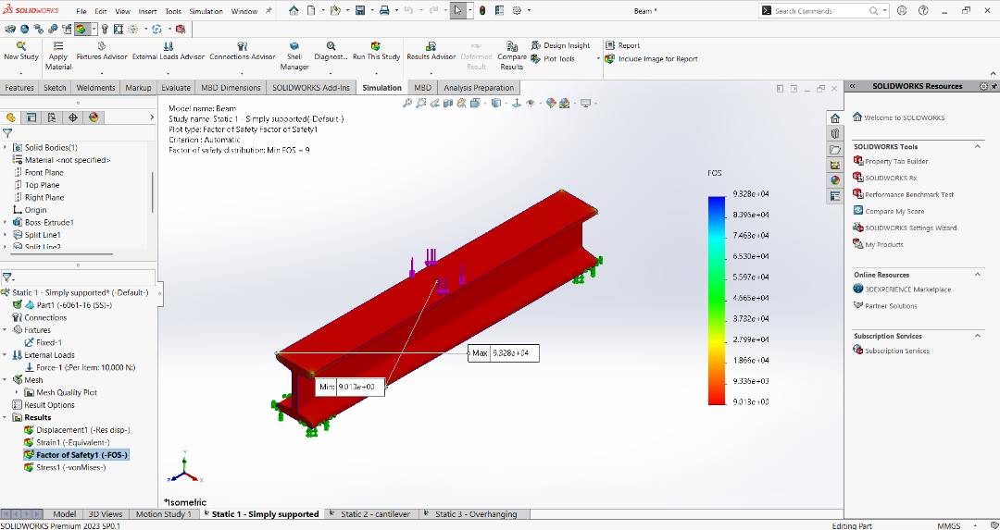 SOLIDWORKS File Edit View Insert Tools Simulation Window Beam * Search Commands
New Study Apply Material Fixtures Advisor External Loads Advisor Connections Advisor Shell Manager Diagnost... Run This Study Results Advisor Deformed Result Compare Results Design Insight Plot Tools Report Include Image for Report
Features Sketch Weldments Markup Evaluate MBD Dimensions SOLIDWORKS Add-Ins Simulation MBD Analysis Preparation
Solid Bodies(1)
Material <not specified>
Front Plane
Top Plane
Right Plane
Origin
Boss-Extrude1
Split Line1
Split Line2
Static 1 - Simply supported* (-Default-)
Part1 (-6061-T6 (SS)-)
Connections
Fixtures
Fixed-1
External Loads
Force-1 (:Per item: 10,000 N:)
Mesh
Mesh Quality Plot
Result Options
Results
Displacement1 (-Res disp-)
Strain1 (-Equivalent-)
Factor of Safety1 (-FOS-)
Stress1 (-vonMises-)
Model name: Beam
Study name: Static 1 - Simply supported(-Default-)
Plot type: Factor of Safety Factor of Safety1
Criterion : Automatic
Factor of safety distribution: Min FOS = 9
FOS
9.328e+04
8.396e+04
7.463e+04
6.530e+04
5.597e+04
4.665e+04
3.732e+04
2.799e+04
1.866e+04
9.336e+03
9.013e+00
Max: 9.328e+04
Min: 9.013e+00
Y
Z
X
*Isometric
SOLIDWORKS Resources
Welcome to SOLIDWORKS
SOLIDWORKS Tools
Property Tab Builder
SOLIDWORKS Rx
Performance Benchmark Test
Compare My Score
SOLIDWORKS Settings Wizard
My Products
Online Resources
3DEXPERIENCE Marketplace
Partner Solutions
Subscription Services
Subscription Services
Model 3D Views Motion Study 1 Static 1 - Simply supported Static 2 - cantilever Static 3 - Overhanging
SOLIDWORKS Premium 2023 SP0.1 Editing Part MMGS